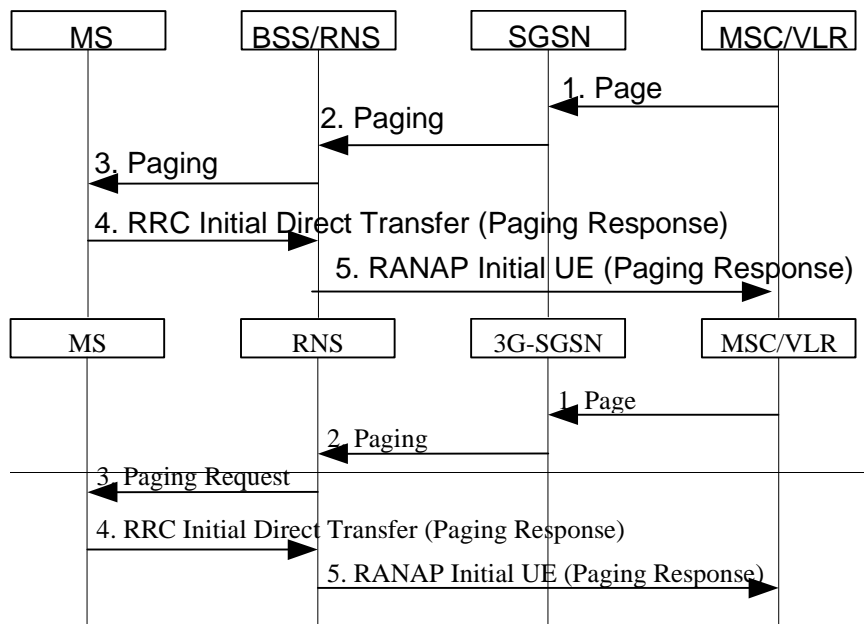 MS BSS/RNS SGSN MSC/VLR
1. Page
2. Paging
3. Paging
4. RRC Initial Direct Transfer (Paging Response)
5. RANAP Initial UE (Paging Response)
MS RNS 3G-SGSN MSC/VLR
1. Page
2. Paging
3. Paging Request
4. RRC Initial Direct Transfer (Paging Response)
5. RANAP Initial UE (Paging Response)